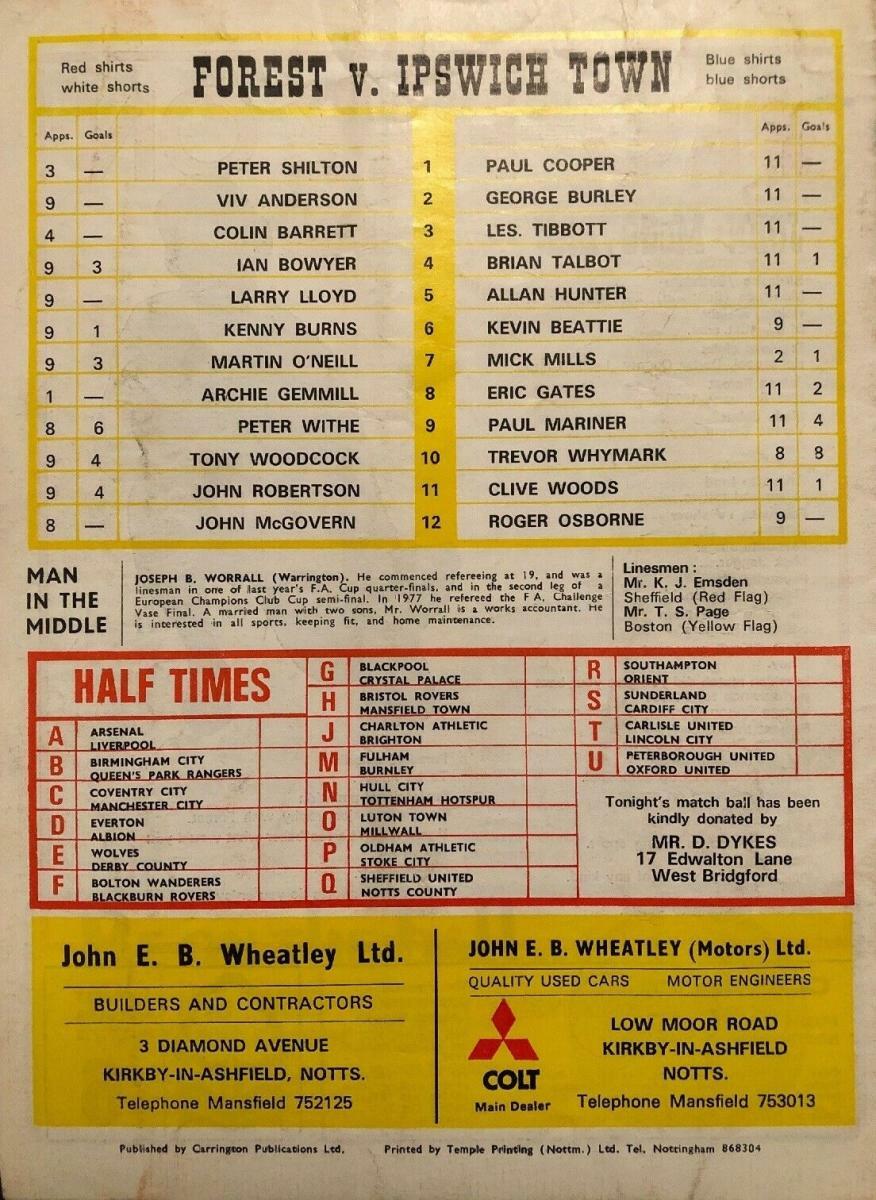 Red shirts
white shorts
FOREST v. IPSWICH TOWN
Blue shirts
blue shorts
Apps. Goals
Apps. Goals
3 — PETER SHILTON 1 PAUL COOPER 11 —
9 — VIV ANDERSON 2 GEORGE BURLEY 11 —
4 — COLIN BARRETT 3 LES. TIBBOTT 11 —
9 3 IAN BOWYER 4 BRIAN TALBOT 11 1
9 — LARRY LLOYD 5 ALLAN HUNTER 11 —
9 1 KENNY BURNS 6 KEVIN BEATTIE 9 —
9 3 MARTIN O'NEILL 7 MICK MILLS 2 1
1 — ARCHIE GEMMILL 8 ERIC GATES 11 2
8 6 PETER WITHE 9 PAUL MARINER 11 4
9 4 TONY WOODCOCK 10 TREVOR WHYMARK 8 8
9 4 JOHN ROBERTSON 11 CLIVE WOODS 11 1
8 — JOHN McGOVERN 12 ROGER OSBORNE 9 —
MAN
IN THE
MIDDLE
JOSEPH B. WORRALL (Warrington). He commenced refereeing at 19, and was a
linesman in one of last year's F.A. Cup quarter-finals, and in the second leg of a
European Champions Club Cup semi-final. In 1977 he refereed the F.A. Challenge
Vase Final. A married man with two sons, Mr. Worrall is a works accountant. He
is interested in all sports, keeping fit, and home maintenance.
Linesmen :
Mr. K. J. Emsden
Sheffield (Red Flag)
Mr. T. S. Page
Boston (Yellow Flag)
HALF TIMES
A ARSENAL
LIVERPOOL
B BIRMINGHAM CITY
QUEEN'S PARK RANGERS
C COVENTRY CITY
MANCHESTER CITY
D EVERTON
ALBION
E WOLVES
DERBY COUNTY
F BOLTON WANDERERS
BLACKBURN ROVERS
G BLACKPOOL
CRYSTAL PALACE
H BRISTOL ROVERS
MANSFIELD TOWN
J CHARLTON ATHLETIC
BRIGHTON
M FULHAM
BURNLEY
N HULL CITY
TOTTENHAM HOTSPUR
O LUTON TOWN
MILLWALL
P OLDHAM ATHLETIC
STOKE CITY
Q SHEFFIELD UNITED
NOTTS COUNTY
R SOUTHAMPTON
ORIENT
S SUNDERLAND
CARDIFF CITY
T CARLISLE UNITED
LINCOLN CITY
U PETERBOROUGH UNITED
OXFORD UNITED
Tonight's match ball has been
kindly donated by
MR. D. DYKES
17 Edwalton Lane
West Bridgford
John E. B. Wheatley Ltd.
BUILDERS AND CONTRACTORS
3 DIAMOND AVENUE
KIRKBY-IN-ASHFIELD, NOTTS.
Telephone Mansfield 752125
JOHN E. B. WHEATLEY (Motors) Ltd.
QUALITY USED CARS MOTOR ENGINEERS
COLT
Main Dealer
LOW MOOR ROAD
KIRKBY-IN-ASHFIELD
NOTTS.
Telephone Mansfield 753013
Published by Carrington Publications Ltd. Printed by Temple Printing (Nottm.) Ltd. Tel. Nottingham 868304